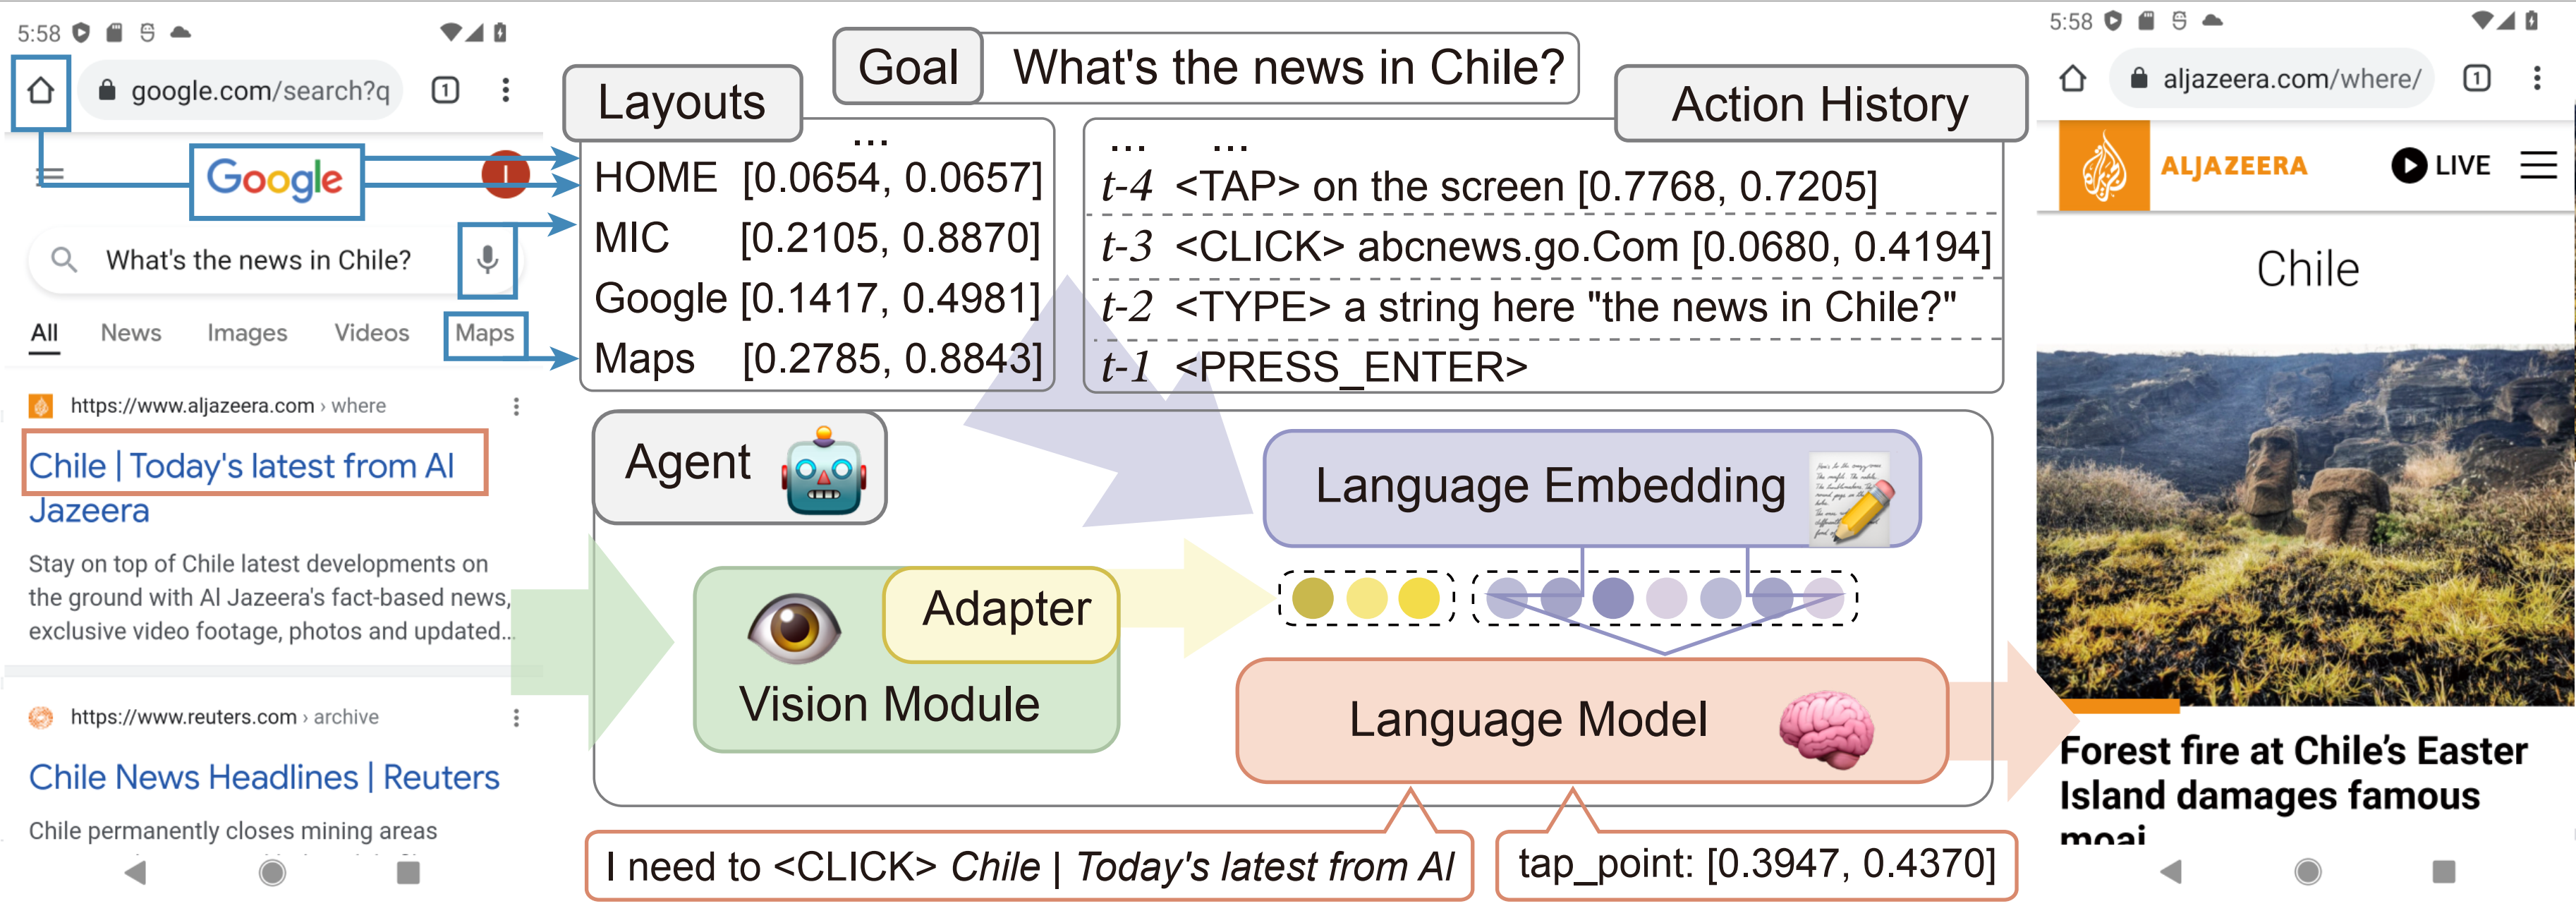 5:58
google.com/search?q
1
Google
I
What's the news in Chile?
All News Images Videos Maps
https://www.aljazeera.com › where
Chile | Today's latest from Al
Jazeera
Stay on top of Chile latest developments on
the ground with Al Jazeera's fact-based news,
exclusive video footage, photos and updated...
https://www.reuters.com › archive
Chile News Headlines | Reuters
Chile permanently closes mining areas
Goal What's the news in Chile?
Layouts
...
HOME [0.0654, 0.0657]
MIC [0.2105, 0.8870]
Google [0.1417, 0.4981]
Maps [0.2785, 0.8843]
Action History
... ...
t-4 <TAP> on the screen [0.7768, 0.7205]
t-3 <CLICK> abcnews.go.Com [0.0680, 0.4194]
t-2 <TYPE> a string here "the news in Chile?"
t-1 <PRESS_ENTER>
Agent
Language Embedding
Adapter
Vision Module
Language Model
I need to <CLICK> Chile | Today's latest from Al
tap_point: [0.3947, 0.4370]
5:58
aljazeera.com/where/
1
ALJAZEERA
LIVE
Chile
Forest fire at Chile’s Easter
Island damages famous
moai